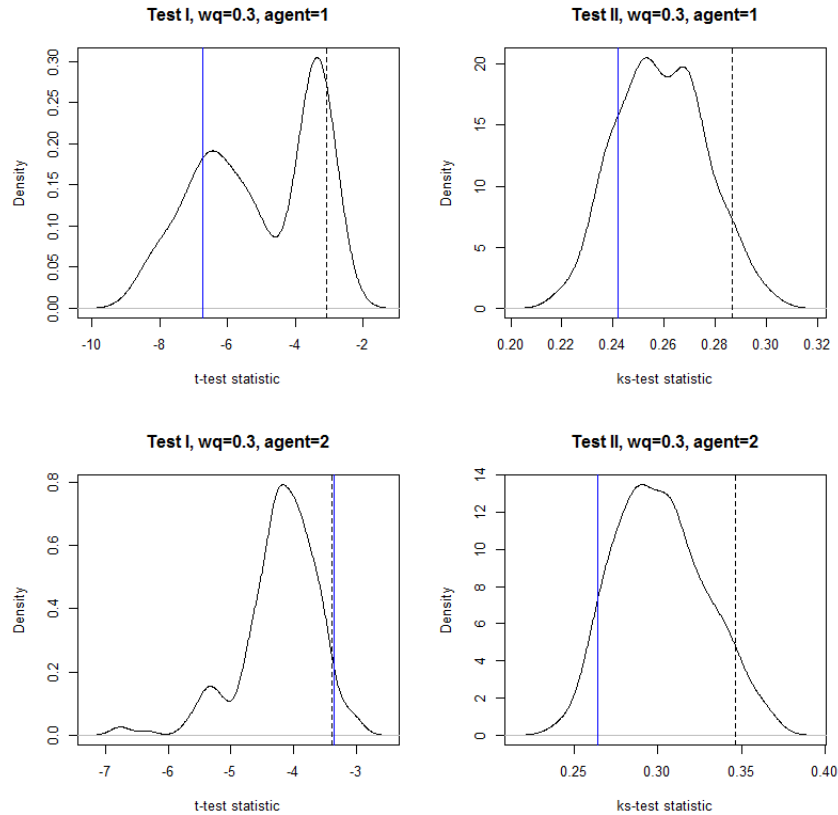 Test I, wq=0.3, agent=1
Density
0.00 0.05 0.10 0.15 0.20 0.25 0.30
-10 -8 -6 -4 -2
t-test statistic
Test II, wq=0.3, agent=1
Density
0 5 10 15 20
0.20 0.22 0.24 0.26 0.28 0.30 0.32
ks-test statistic
Test I, wq=0.3, agent=2
Density
0.0 0.2 0.4 0.6 0.8
-7 -6 -5 -4 -3
t-test statistic
Test II, wq=0.3, agent=2
Density
0 2 4 6 8 10 12 14
0.25 0.30 0.35 0.40
ks-test statistic